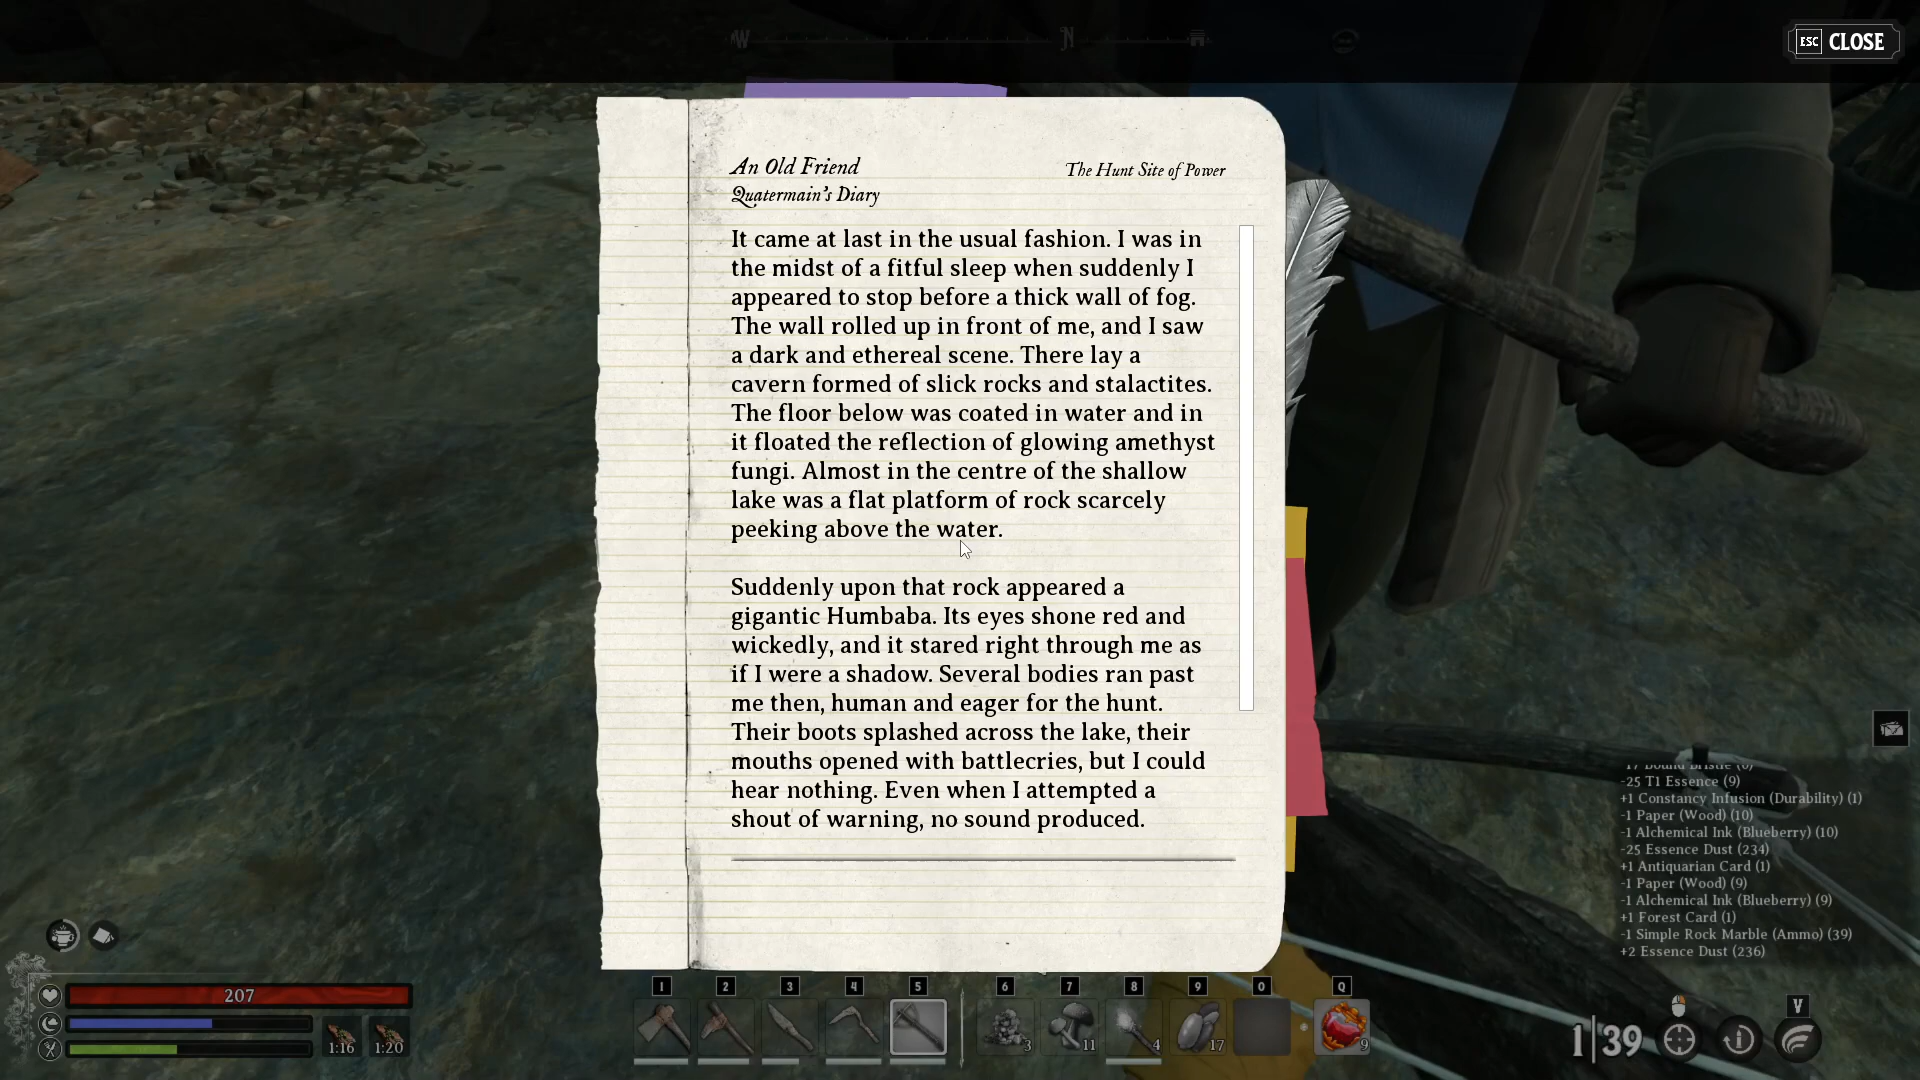 W N
ESC CLOSE
An Old Friend
The Hunt Site of Power
Quatermain's Diary
It came at last in the usual fashion. I was in
the midst of a fitful sleep when suddenly I
appeared to stop before a thick wall of fog.
The wall rolled up in front of me, and I saw
a dark and ethereal scene. There lay a
cavern formed of slick rocks and stalactites.
The floor below was coated in water and in
it floated the reflection of glowing amethyst
fungi. Almost in the centre of the shallow
lake was a flat platform of rock scarcely
peeking above the water.
Suddenly upon that rock appeared a
gigantic Humbaba. Its eyes shone red and
wickedly, and it stared right through me as
if I were a shadow. Several bodies ran past
me then, human and eager for the hunt.
Their boots splashed across the lake, their
mouths opened with battlecries, but I could
hear nothing. Even when I attempted a
shout of warning, no sound produced.
-17 Bound Bristle (6)
-25 T1 Essence (9)
+1 Constancy Infusion (Durability) (1)
-1 Paper (Wood) (10)
-1 Alchemical Ink (Blueberry) (10)
-25 Essence Dust (234)
+1 Antiquarian Card (1)
-1 Paper (Wood) (9)
-1 Alchemical Ink (Blueberry) (9)
+1 Forest Card (1)
-1 Simple Rock Marble (Ammo) (39)
+2 Essence Dust (236)
207
1:16 1:20
1 2 3 4 5 6 7 8 9 0 Q
3 11 4 17 9
1|39
V